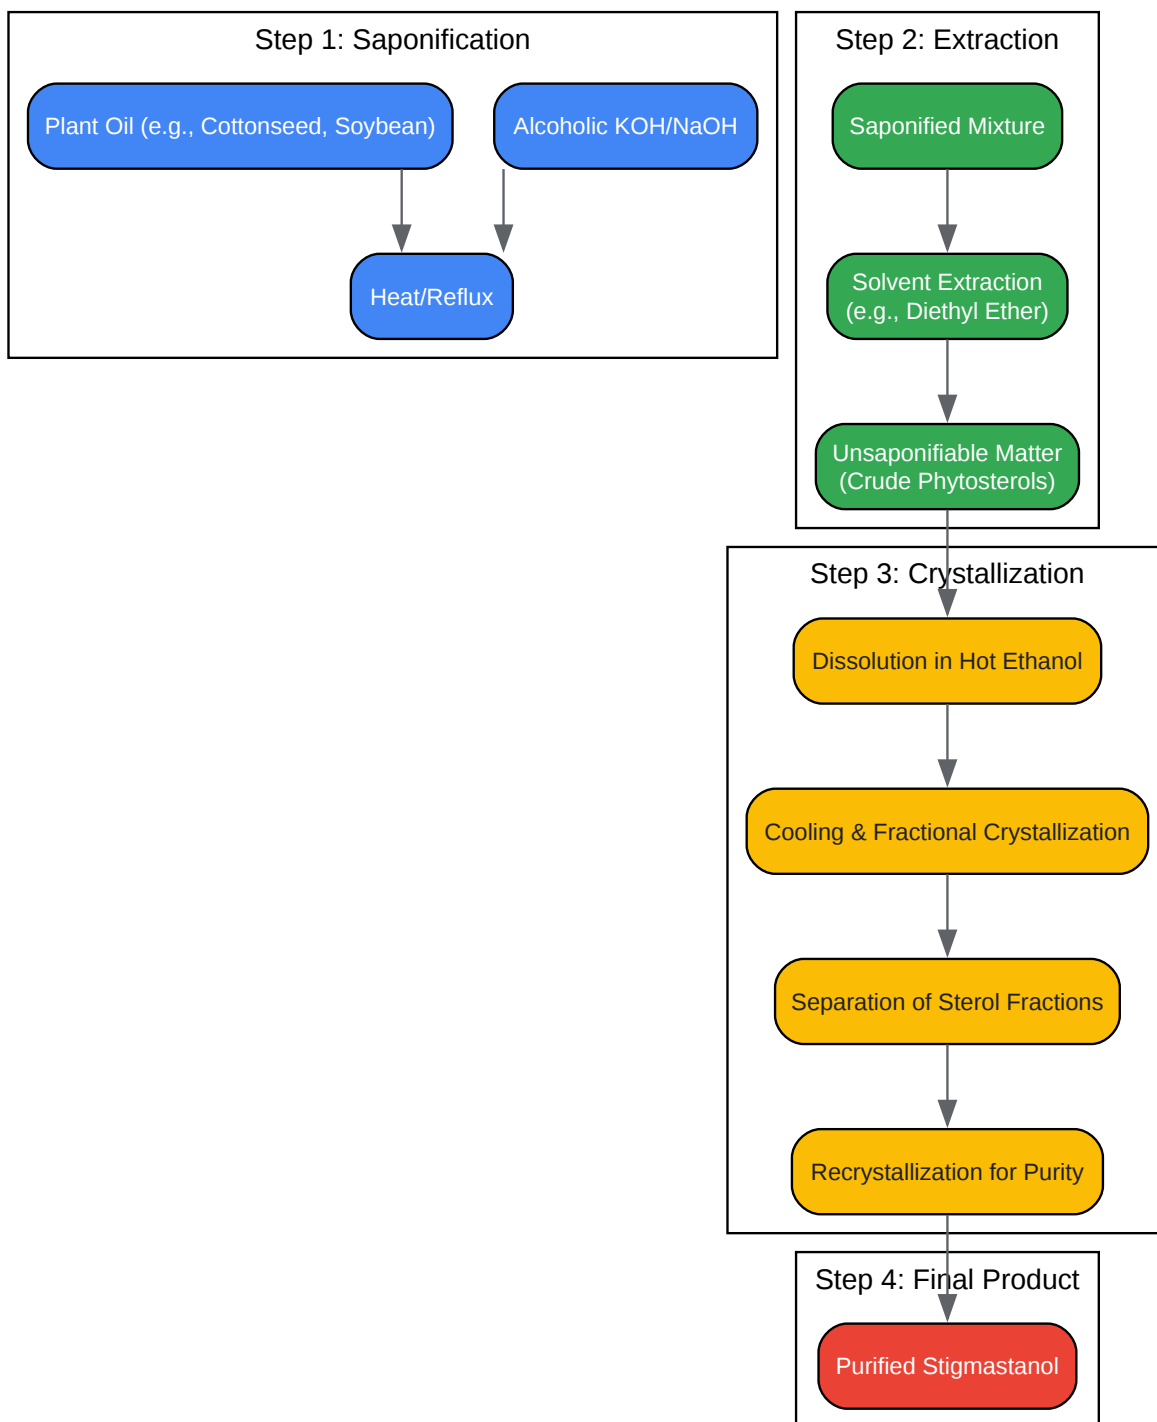 Step 1: Saponification
Plant Oil (e.g., Cottonseed, Soybean)
Alcoholic KOH/NaOH
Heat/Reflux
Step 2: Extraction
Saponified Mixture
Solvent Extraction
(e.g., Diethyl Ether)
Unsaponifiable Matter
(Crude Phytosterols)
Step 3: Crystallization
Dissolution in Hot Ethanol
Cooling & Fractional Crystallization
Separation of Sterol Fractions
Recrystallization for Purity
Step 4: Final Product
Purified Stigmastanol